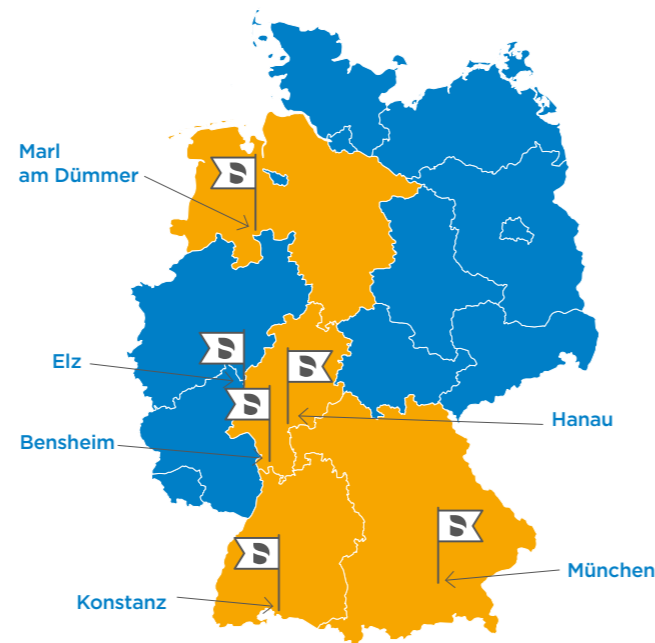 Marl
am Dümmer
Elz
Hanau
Bensheim
München
Konstanz